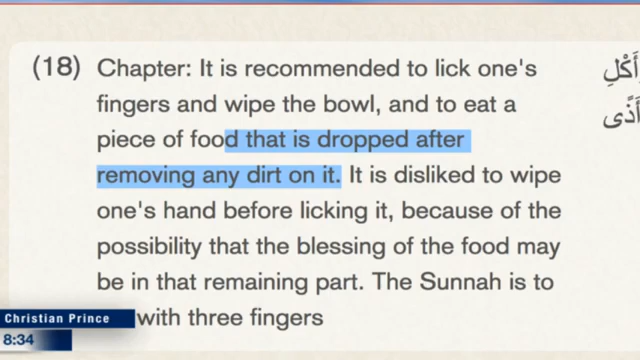 (18) Chapter: It is recommended to lick one's
fingers and wipe the bowl, and to eat a
piece of food that is dropped after
removing any dirt on it. It is disliked to wipe
one's hand before licking it, because of the
possibility that the blessing of the food may
be in that remaining part. The Sunnah is to
with three fingers
أَكْلِ
أَذًى
Christian Prince
8:34